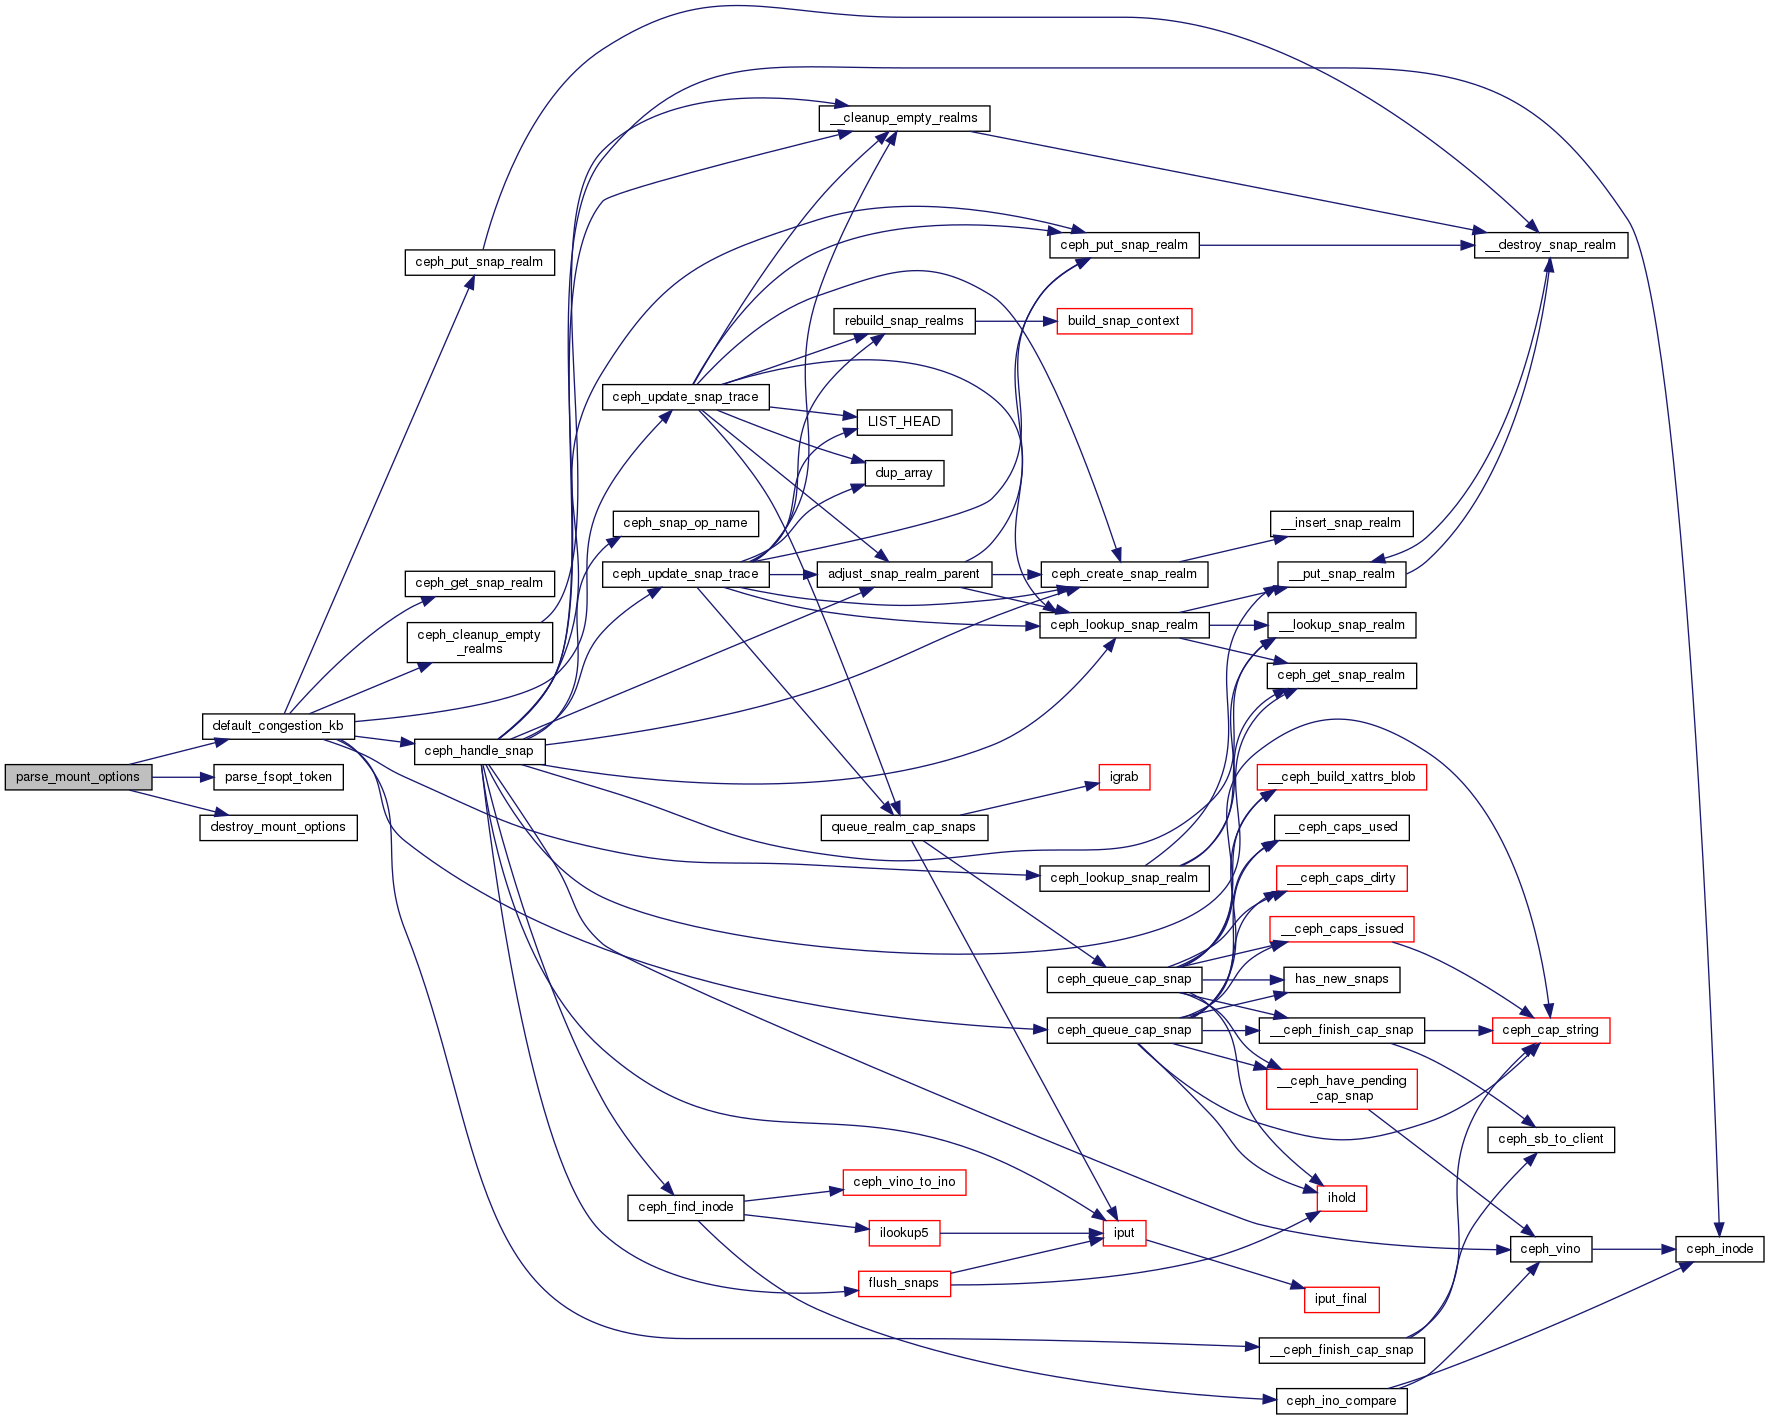 __cleanup_empty_realms
ceph_put_snap_realm
__destroy_snap_realm
ceph_put_snap_realm
rebuild_snap_realms
build_snap_context
ceph_update_snap_trace
LIST_HEAD
dup_array
ceph_snap_op_name
__insert_snap_realm
ceph_get_snap_realm
ceph_update_snap_trace
adjust_snap_realm_parent
ceph_create_snap_realm
__put_snap_realm
ceph_cleanup_empty
_realms
ceph_lookup_snap_realm
__lookup_snap_realm
ceph_get_snap_realm
default_congestion_kb
ceph_handle_snap
parse_mount_options
parse_fsopt_token
igrab
__ceph_build_xattrs_blob
destroy_mount_options
queue_realm_cap_snaps
__ceph_caps_used
ceph_lookup_snap_realm
__ceph_caps_dirty
__ceph_caps_issued
ceph_queue_cap_snap
has_new_snaps
ceph_queue_cap_snap
__ceph_finish_cap_snap
ceph_cap_string
__ceph_have_pending
_cap_snap
ceph_sb_to_client
ceph_vino_to_ino
ihold
ceph_find_inode
ilookup5
iput
ceph_vino
ceph_inode
flush_snaps
iput_final
__ceph_finish_cap_snap
ceph_ino_compare